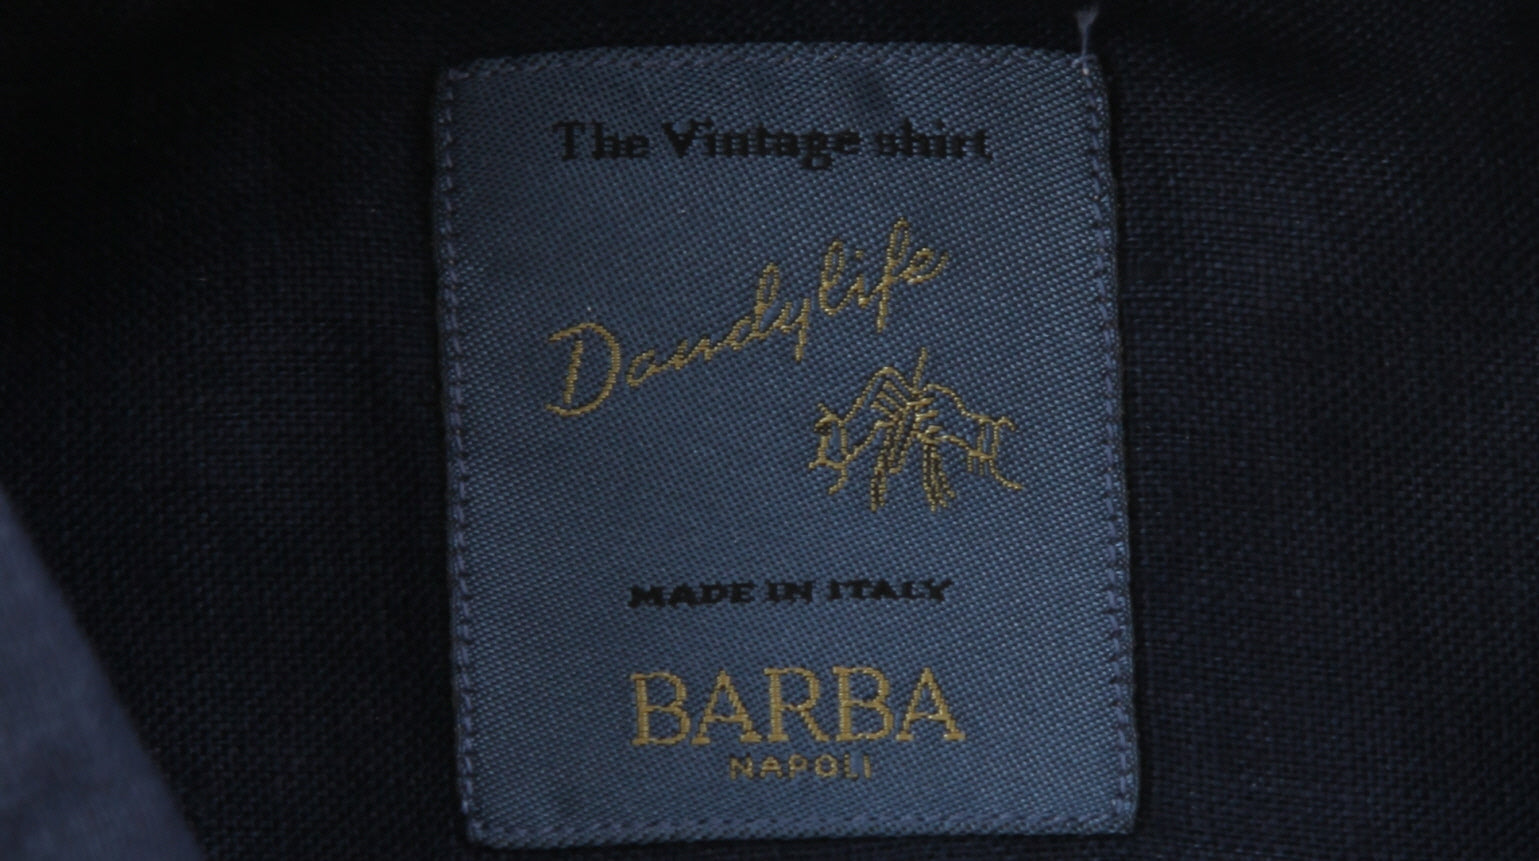 The Vintage shirt
Dandylife
MADE IN ITALY
BARBA
NAPOLI